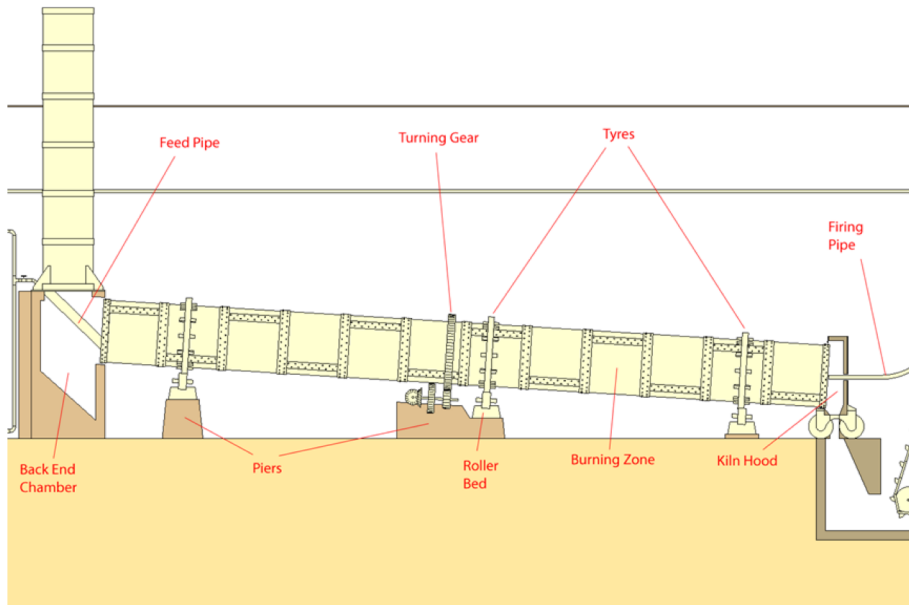 Feed Pipe
Turning Gear
Tyres
Firing
Pipe
Back End
Chamber
Piers
Roller
Bed
Burning Zone
Kiln Hood